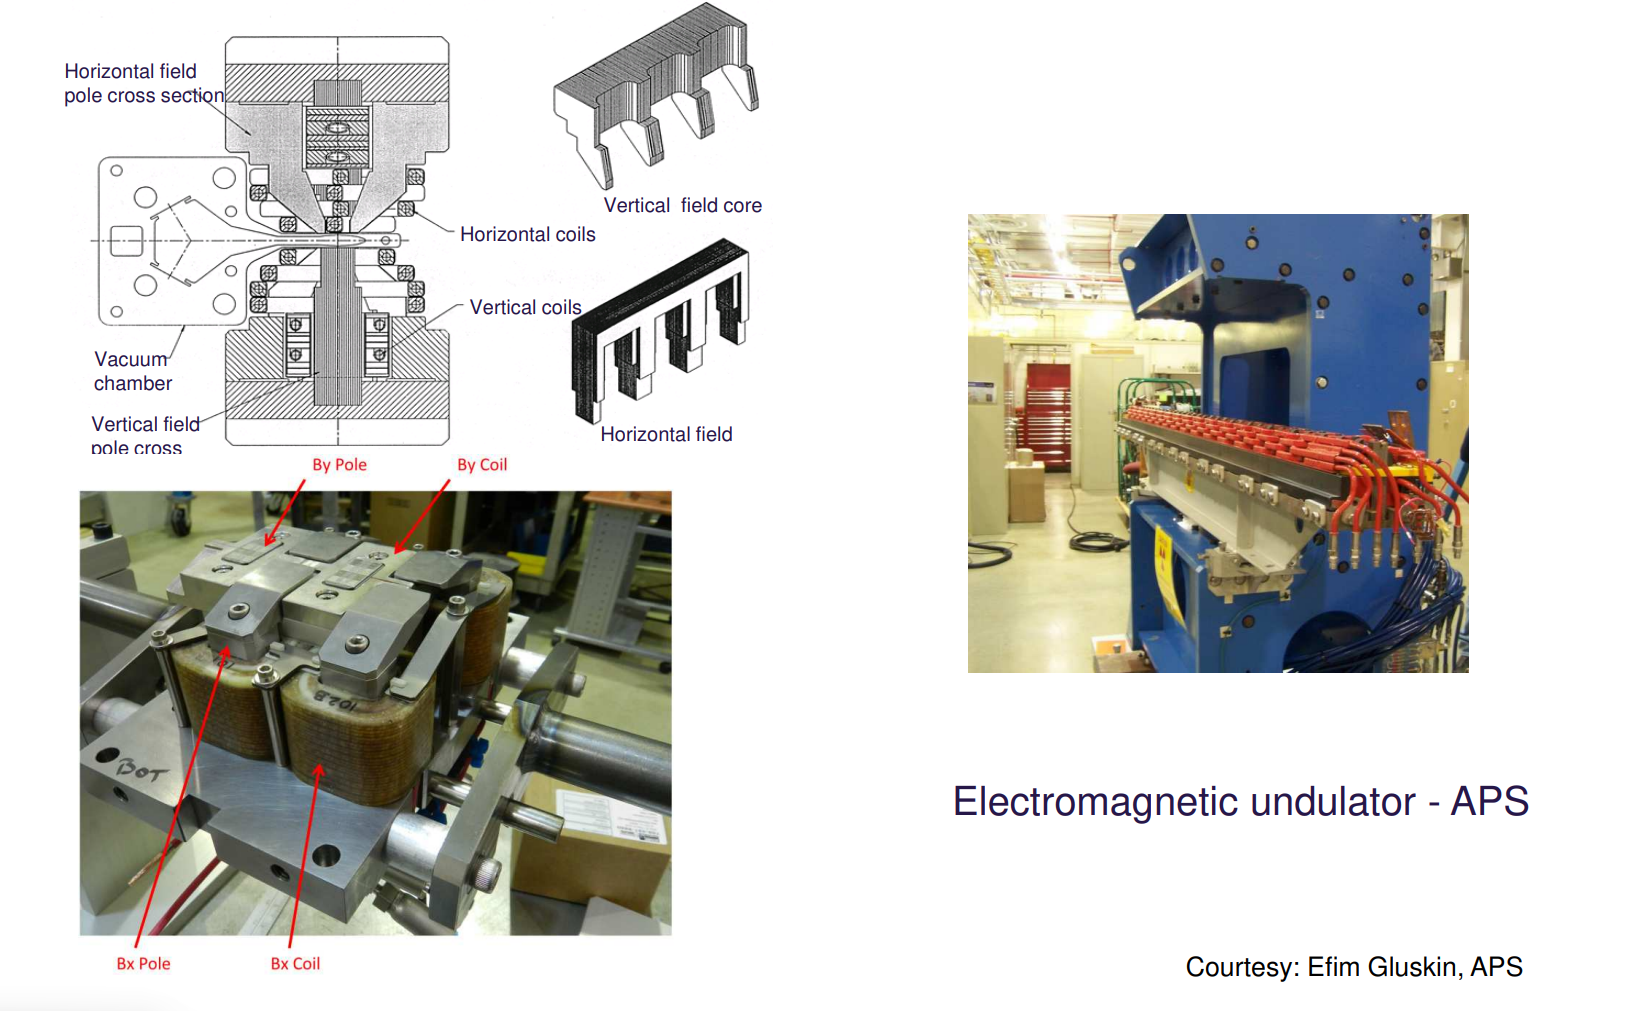 Horizontal field
pole cross section
Vertical  field core
Horizontal coils
Vertical coils
Vacuum
chamber
Vertical field
pole cross
Horizontal field
By Pole
By Coil
102B
BOT
Bx Pole
Bx Coil
Electromagnetic undulator - APS
Courtesy: Efim Gluskin, APS